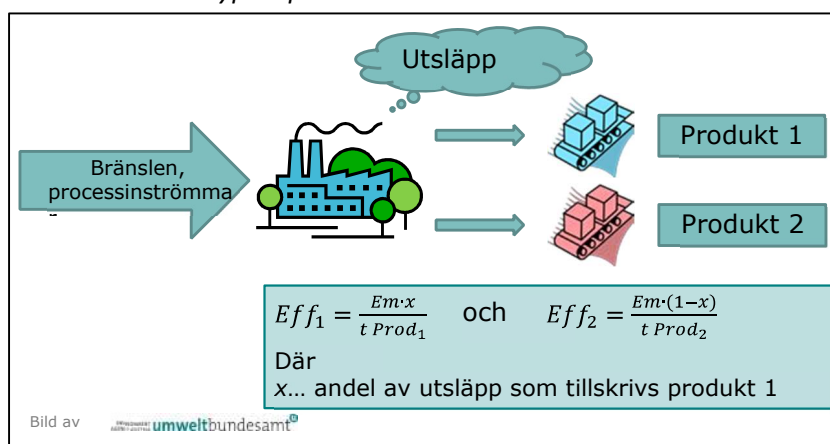 Utsläpp
Bränslen,
processinströmma
Produkt 1
Produkt 2
Eff₁ = Em·x / t Prod₁ och Eff₂ = Em·(1−x) / t Prod₂
Där
x... andel av utsläpp som tillskrivs produkt 1
Bild av umweltbundesamt